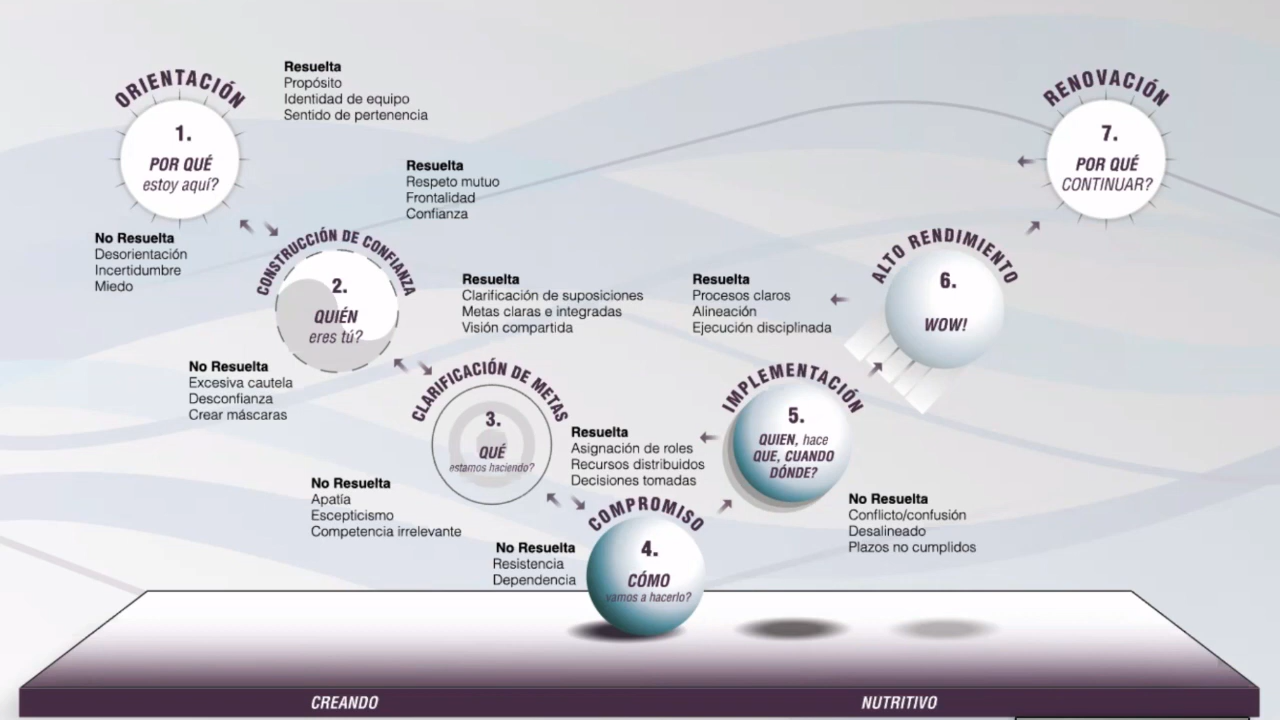 ORIENTACIÓN
1.
POR QUÉ
estoy aquí?
Resuelta
Propósito
Identidad de equipo
Sentido de pertenencia
No Resuelta
Desorientación
Incertidumbre
Miedo
CONSTRUCCIÓN DE CONFIANZA
2.
QUIÉN
eres tú?
Resuelta
Respeto mutuo
Frontalidad
Confianza
No Resuelta
Excesiva cautela
Desconfianza
Crear máscaras
CLARIFICACIÓN DE METAS
3.
QUÉ
estamos haciendo?
Resuelta
Clarificación de suposiciones
Metas claras e integradas
Visión compartida
No Resuelta
Apatía
Escepticismo
Competencia irrelevante
COMPROMISO
4.
CÓMO
vamos a hacerlo?
Resuelta
Asignación de roles
Recursos distribuidos
Decisiones tomadas
No Resuelta
Resistencia
Dependencia
IMPLEMENTACIÓN
5.
QUIEN, hace
QUE, CUANDO
DÓNDE?
Resuelta
Procesos claros
Alineación
Ejecución disciplinada
No Resuelta
Conflicto/confusión
Desalineado
Plazos no cumplidos
ALTO RENDIMIENTO
6.
WOW!
RENOVACIÓN
7.
POR QUÉ
CONTINUAR?
CREANDO
NUTRITIVO